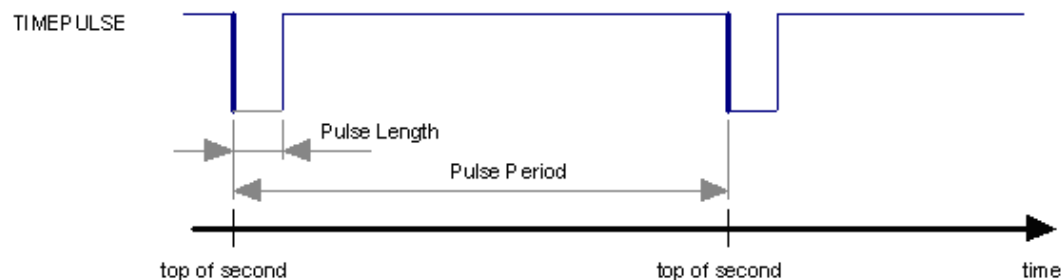 TIMEPULSE
Pulse Length
Pulse Period
top of second
top of second
time